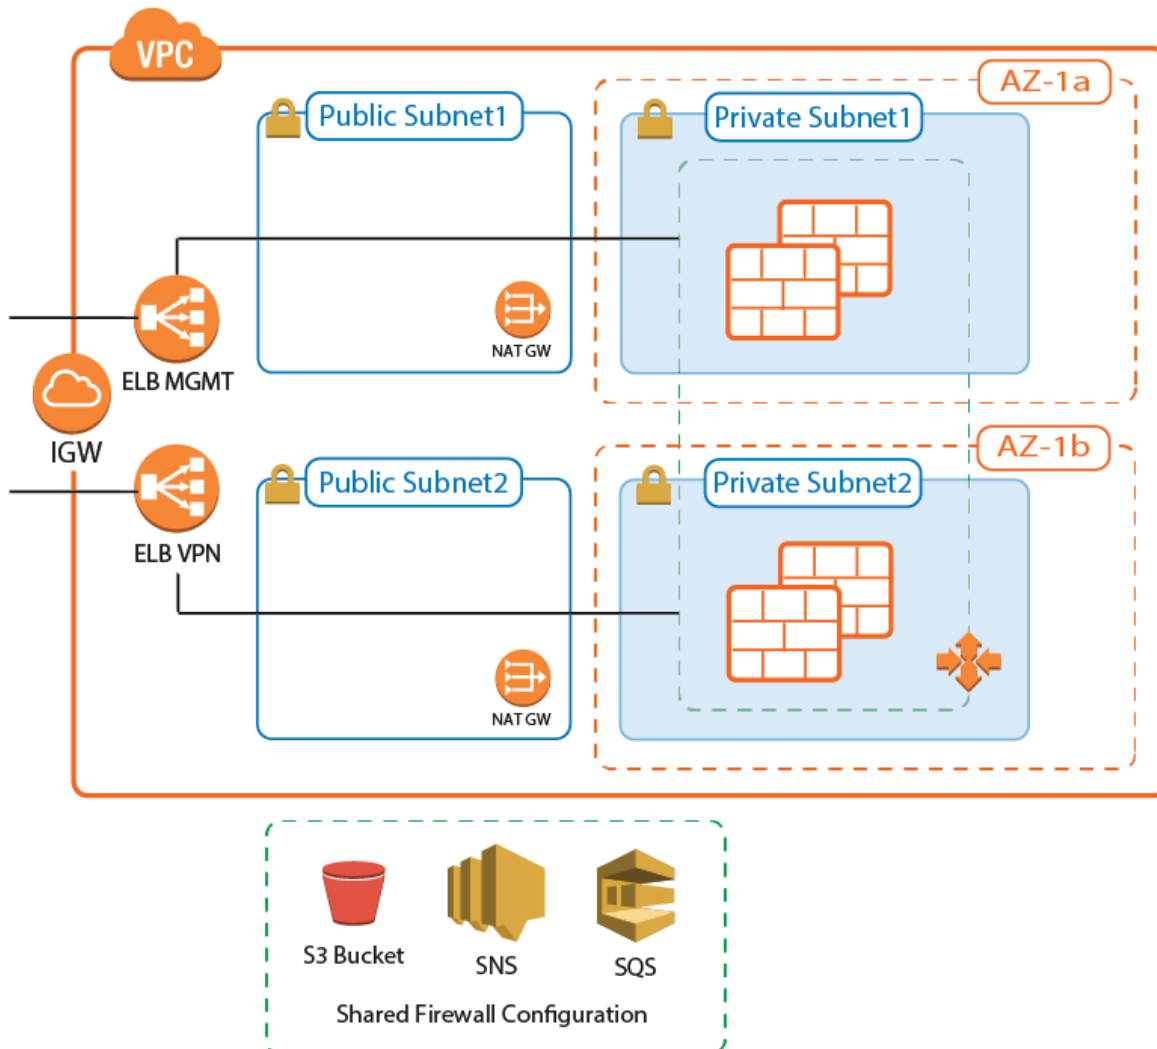 VPC
AZ-1a
Public Subnet1
Private Subnet1
NAT GW
ELB MGMT
IGW
AZ-1b
Public Subnet2
Private Subnet2
ELB VPN
NAT GW
S3 Bucket
SNS
SQS
Shared Firewall Configuration